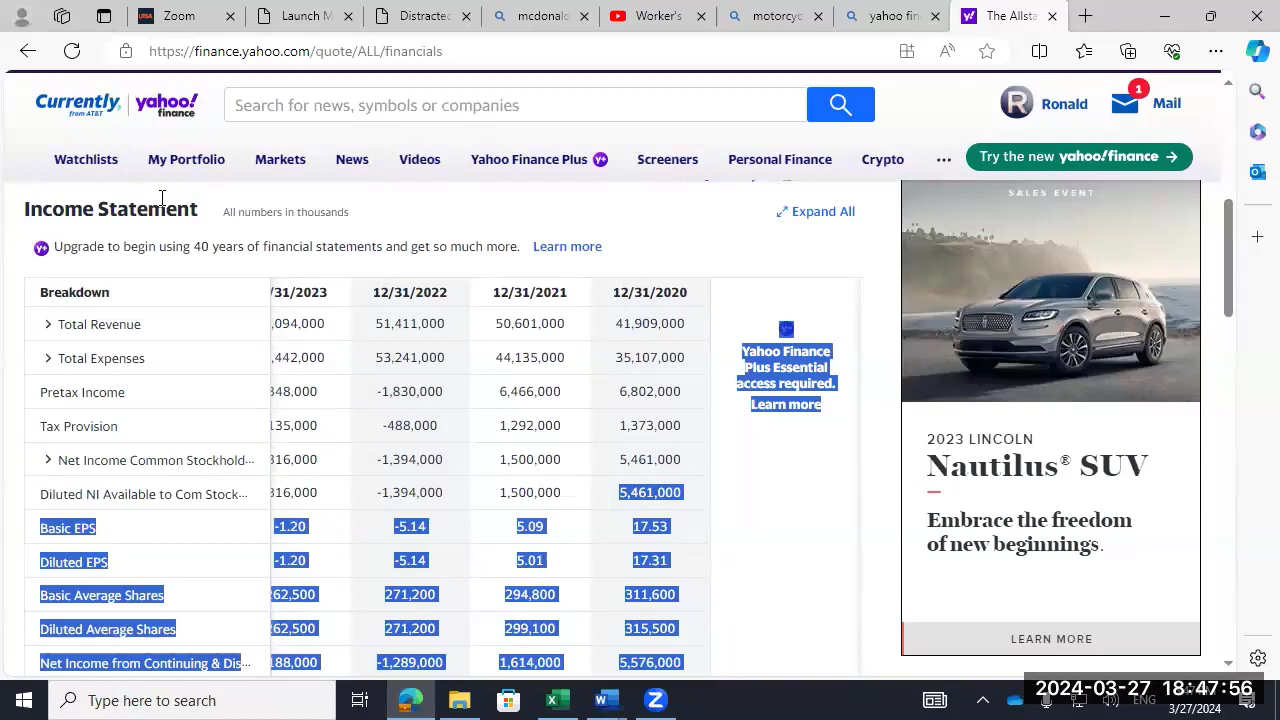 UTSA Zoom
Launch M
Distractec
mcdonald
Worker's
motorcy
yahoo fin
y! The Allsta
https://finance.yahoo.com/quote/ALL/financials
Currently, from AT&T yahoo! finance
Search for news, symbols or companies
R Ronald
1 Mail
Watchlists My Portfolio Markets News Videos Yahoo Finance Plus Y+ Screeners Personal Finance Crypto ... Try the new yahoo!finance →
Income Statement All numbers in thousands Expand All
Y+ Upgrade to begin using 40 years of financial statements and get so much more. Learn more
Breakdown /31/2023 12/31/2022 12/31/2021 12/31/2020
> Total Revenue ,094,000 51,411,000 50,601,000 41,909,000
> Total Expenses ,442,000 53,241,000 44,135,000 35,107,000
Pretax Income 348,000 -1,830,000 6,466,000 6,802,000
Tax Provision 135,000 -488,000 1,292,000 1,373,000
> Net Income Common Stockhold... 316,000 -1,394,000 1,500,000 5,461,000
Diluted NI Available to Com Stock... 316,000 -1,394,000 1,500,000 5,461,000
Basic EPS -1.20 -5.14 5.09 17.53
Diluted EPS -1.20 -5.14 5.01 17.31
Basic Average Shares 262,500 271,200 294,800 311,600
Diluted Average Shares 262,500 271,200 299,100 315,500
Net Income from Continuing & Dis... 188,000 -1,289,000 1,614,000 5,576,000
Yahoo Finance
Plus Essential
access required.
Learn more
SALES EVENT
2023 LINCOLN
Nautilus® SUV
Embrace the freedom
of new beginnings.
LEARN MORE
Type here to search
ENG
2024-03-27 18:47:56
3/27/2024